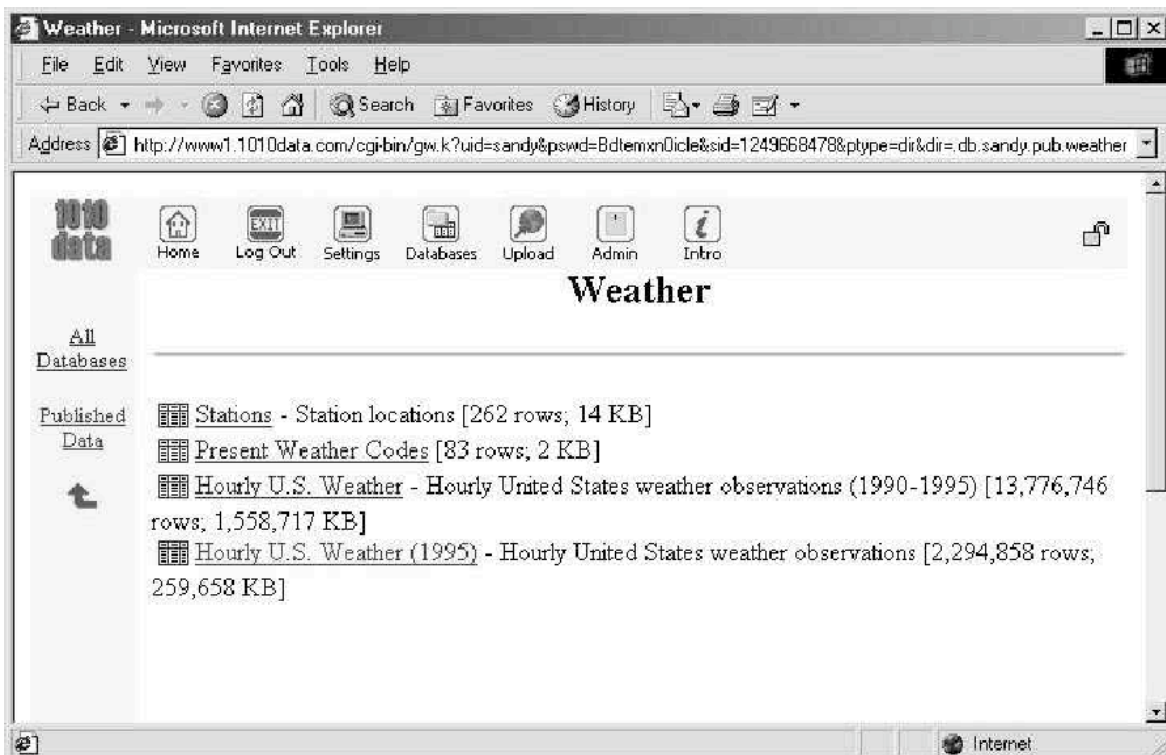 Weather - Microsoft Internet Explorer
File Edit View Favorites Tools Help
Back Search Favorites History
Address http://www1.1010data.com/cgi-bin/gw.k?uid=sandy&pswd=Bdtemxn0icle&sid=1249668478&ptype=dir&dir=.db.sandy.pub.weather
1010
data
EXIT
Home Log Out Settings Databases Upload Admin Intro
Weather
All
Databases
Published
Data
Stations - Station locations [262 rows; 14 KB]
Present Weather Codes [83 rows; 2 KB]
Hourly U.S. Weather - Hourly United States weather observations (1990-1995) [13,776,746
rows; 1,558,717 KB]
Hourly U.S. Weather (1995) - Hourly United States weather observations [2,294,858 rows;
259,658 KB]
Internet